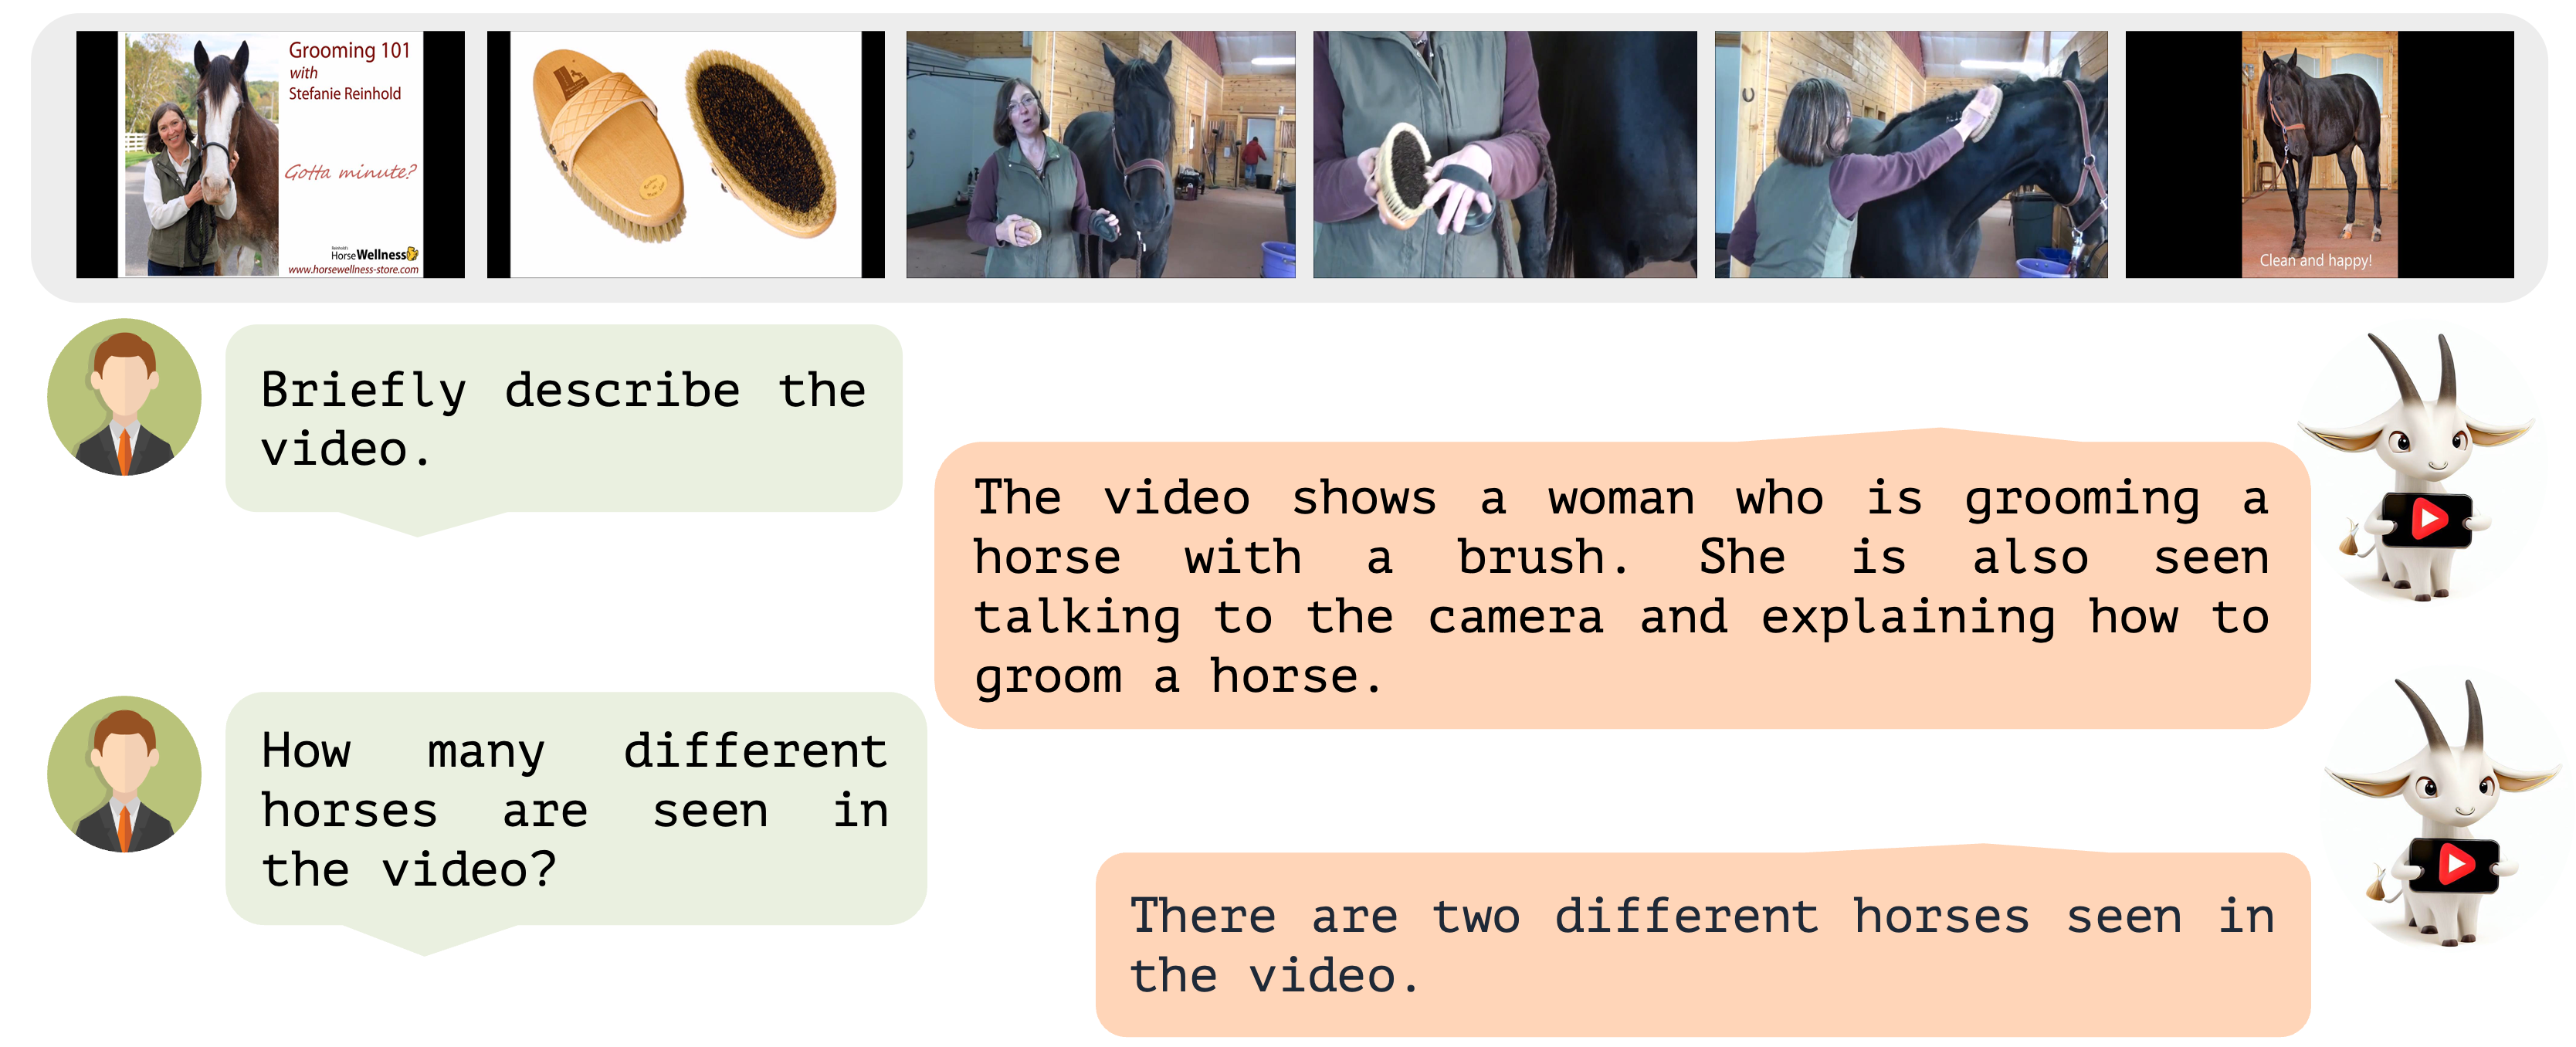 Grooming 101
with
Stefanie Reinhold
Gotta minute?
Reinhold's
HorseWellness
www.horsewellness-store.com
Clean and happy!
Briefly describe the
video.
The video shows a woman who is grooming a
horse with a brush. She is also seen
talking to the camera and explaining how to
groom a horse.
How many different
horses are seen in
the video?
There are two different horses seen in
the video.